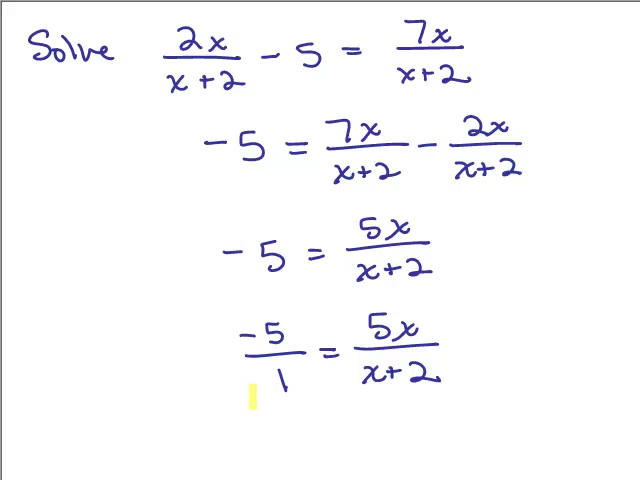 Solve 2x/(x+2) - 5 = 7x/(x+2)
-5 = 7x/(x+2) - 2x/(x+2)
-5 = 5x/(x+2)
-5/1 = 5x/(x+2)